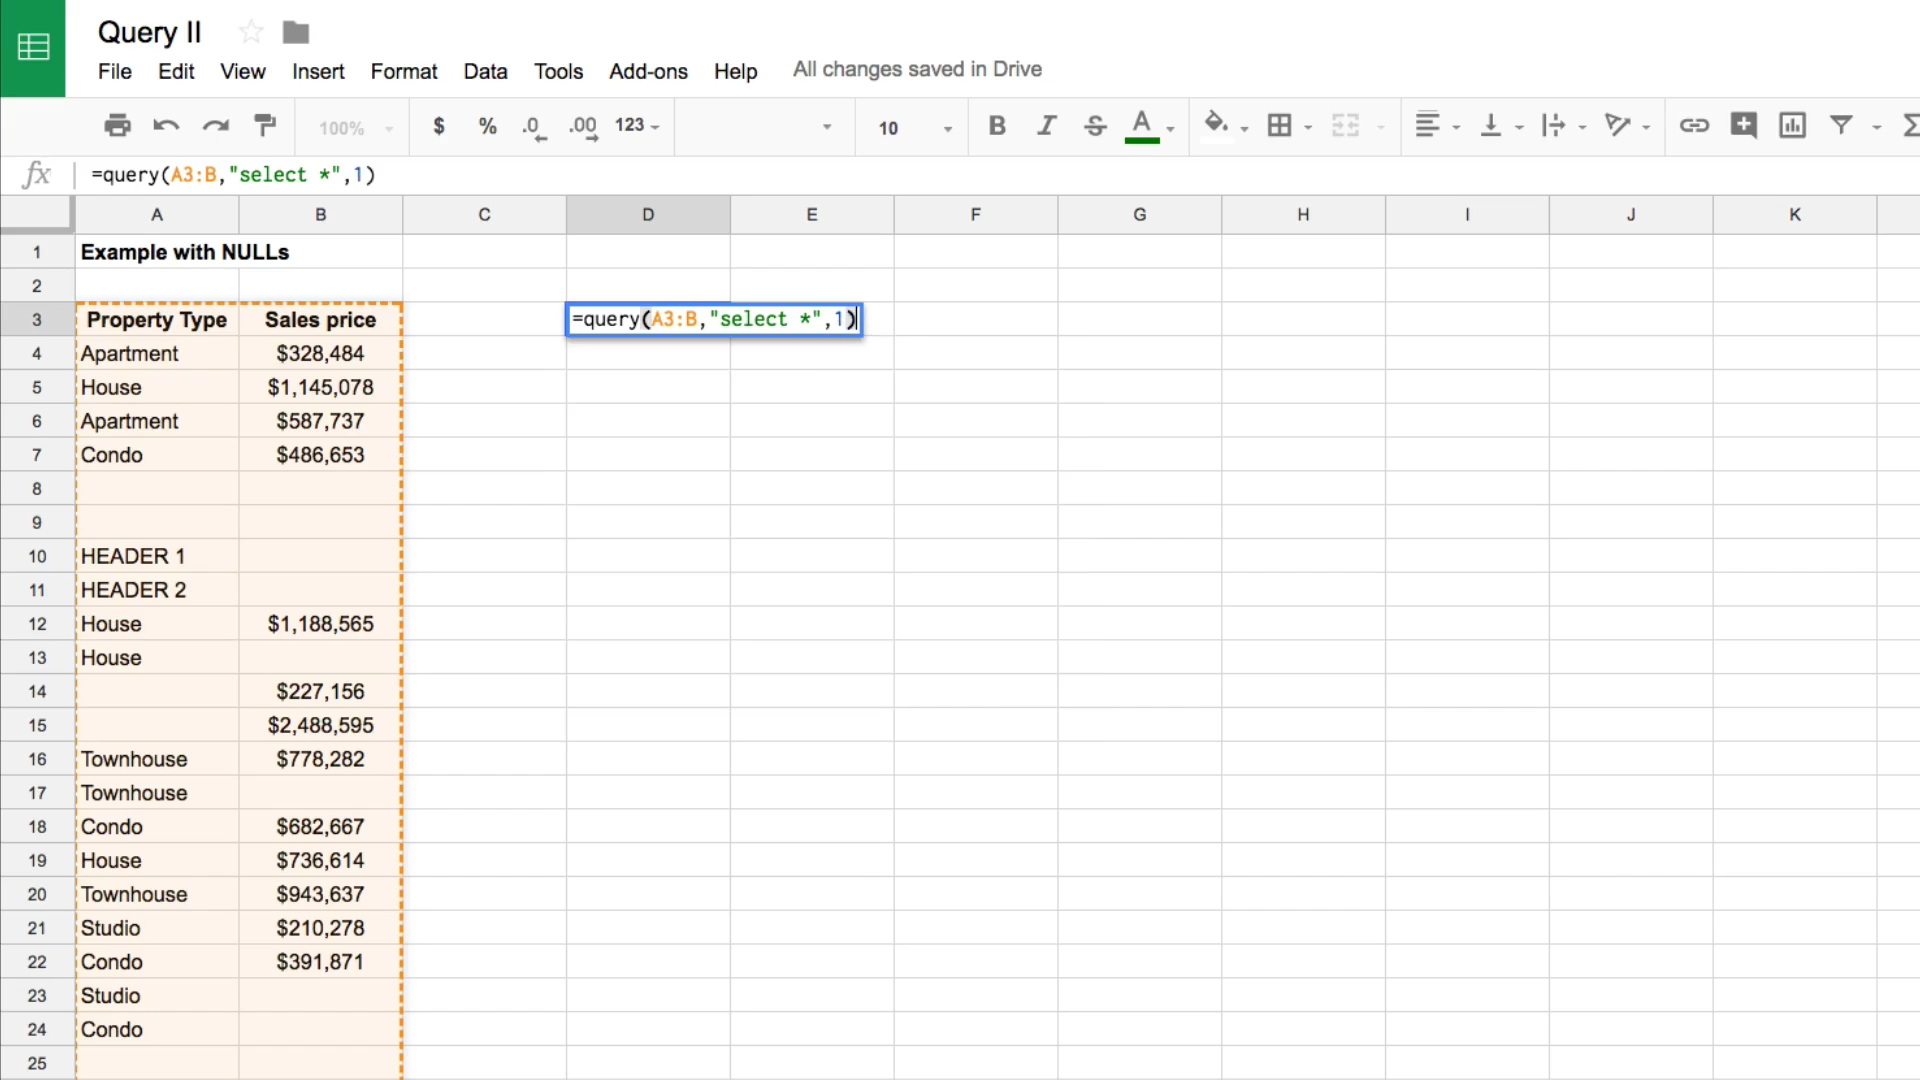 Query II
File Edit View Insert Format Data Tools Add-ons Help All changes saved in Drive
100% $ % .0 .00 123 10 B I S A Σ
fx =query(A3:B,"select *",1)
A B C D E F G H I J K
1 Example with NULLs
2
3 Property Type Sales price =query(A3:B,"select *",1)
4 Apartment $328,484
5 House $1,145,078
6 Apartment $587,737
7 Condo $486,653
8
9
10 HEADER 1
11 HEADER 2
12 House $1,188,565
13 House
14 $227,156
15 $2,488,595
16 Townhouse $778,282
17 Townhouse
18 Condo $682,667
19 House $736,614
20 Townhouse $943,637
21 Studio $210,278
22 Condo $391,871
23 Studio
24 Condo
25